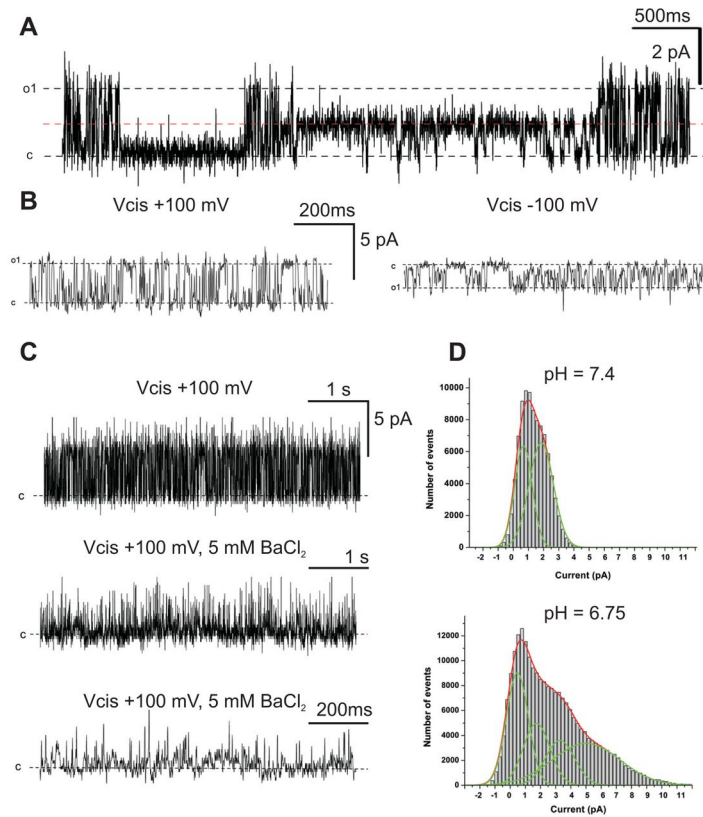 A
500ms
2 pA
o1
c
B
Vcis +100 mV
200ms
5 pA
o1
c
Vcis -100 mV
c
o1
C
Vcis +100 mV
1 s
5 pA
c
Vcis +100 mV, 5 mM BaCl₂
1 s
c
Vcis +100 mV, 5 mM BaCl₂
200ms
c
D
pH = 7.4
Number of events
10000
8000
6000
4000
2000
0
-2 -1 0 1 2 3 4 5 6 7 8 9 10 11
Current (pA)
pH = 6.75
Number of events
12000
10000
8000
6000
4000
2000
0
-2 -1 0 1 2 3 4 5 6 7 8 9 10 11
Current (pA)